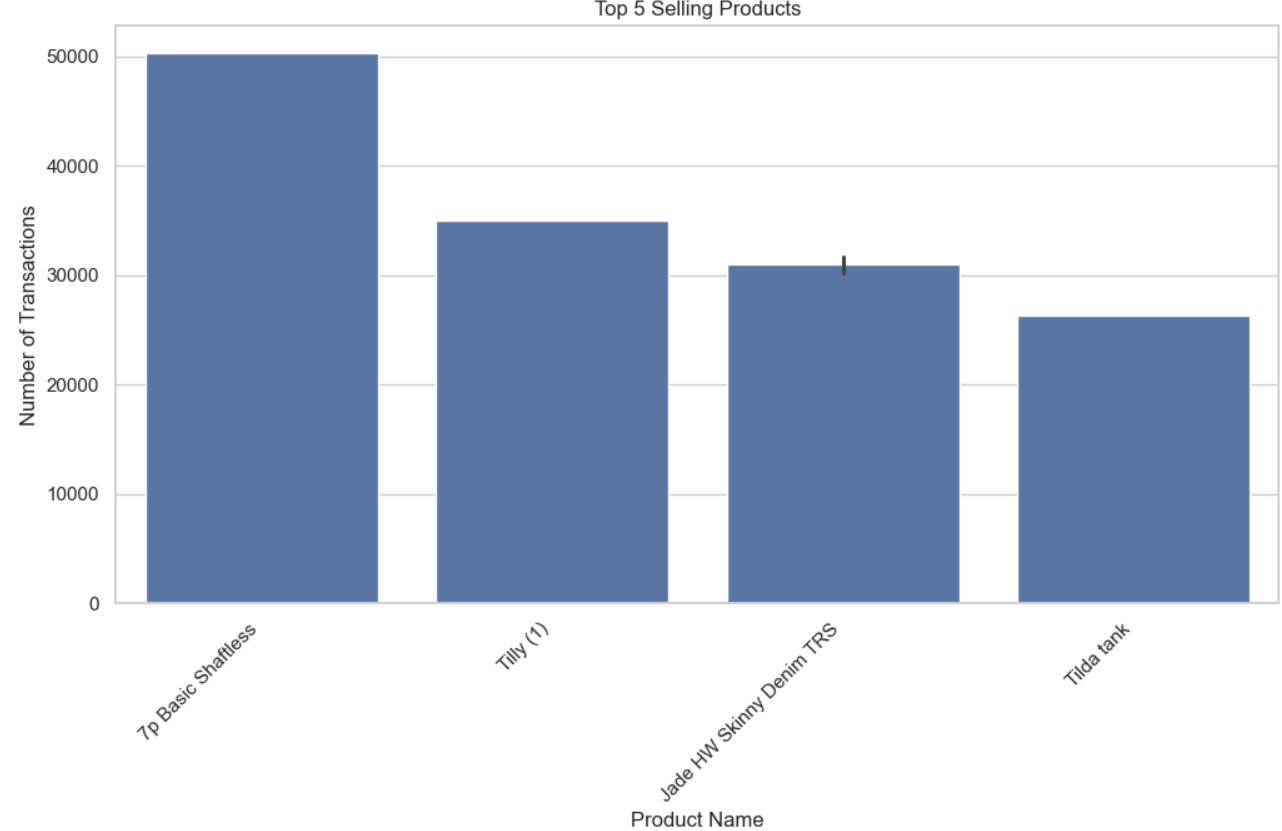 Top 5 Selling Products
Number of Transactions
50000
40000
30000
20000
10000
0
7p Basic Shaftless
Tilly (1)
Jade HW Skinny Denim TRS
Tilda tank
Product Name